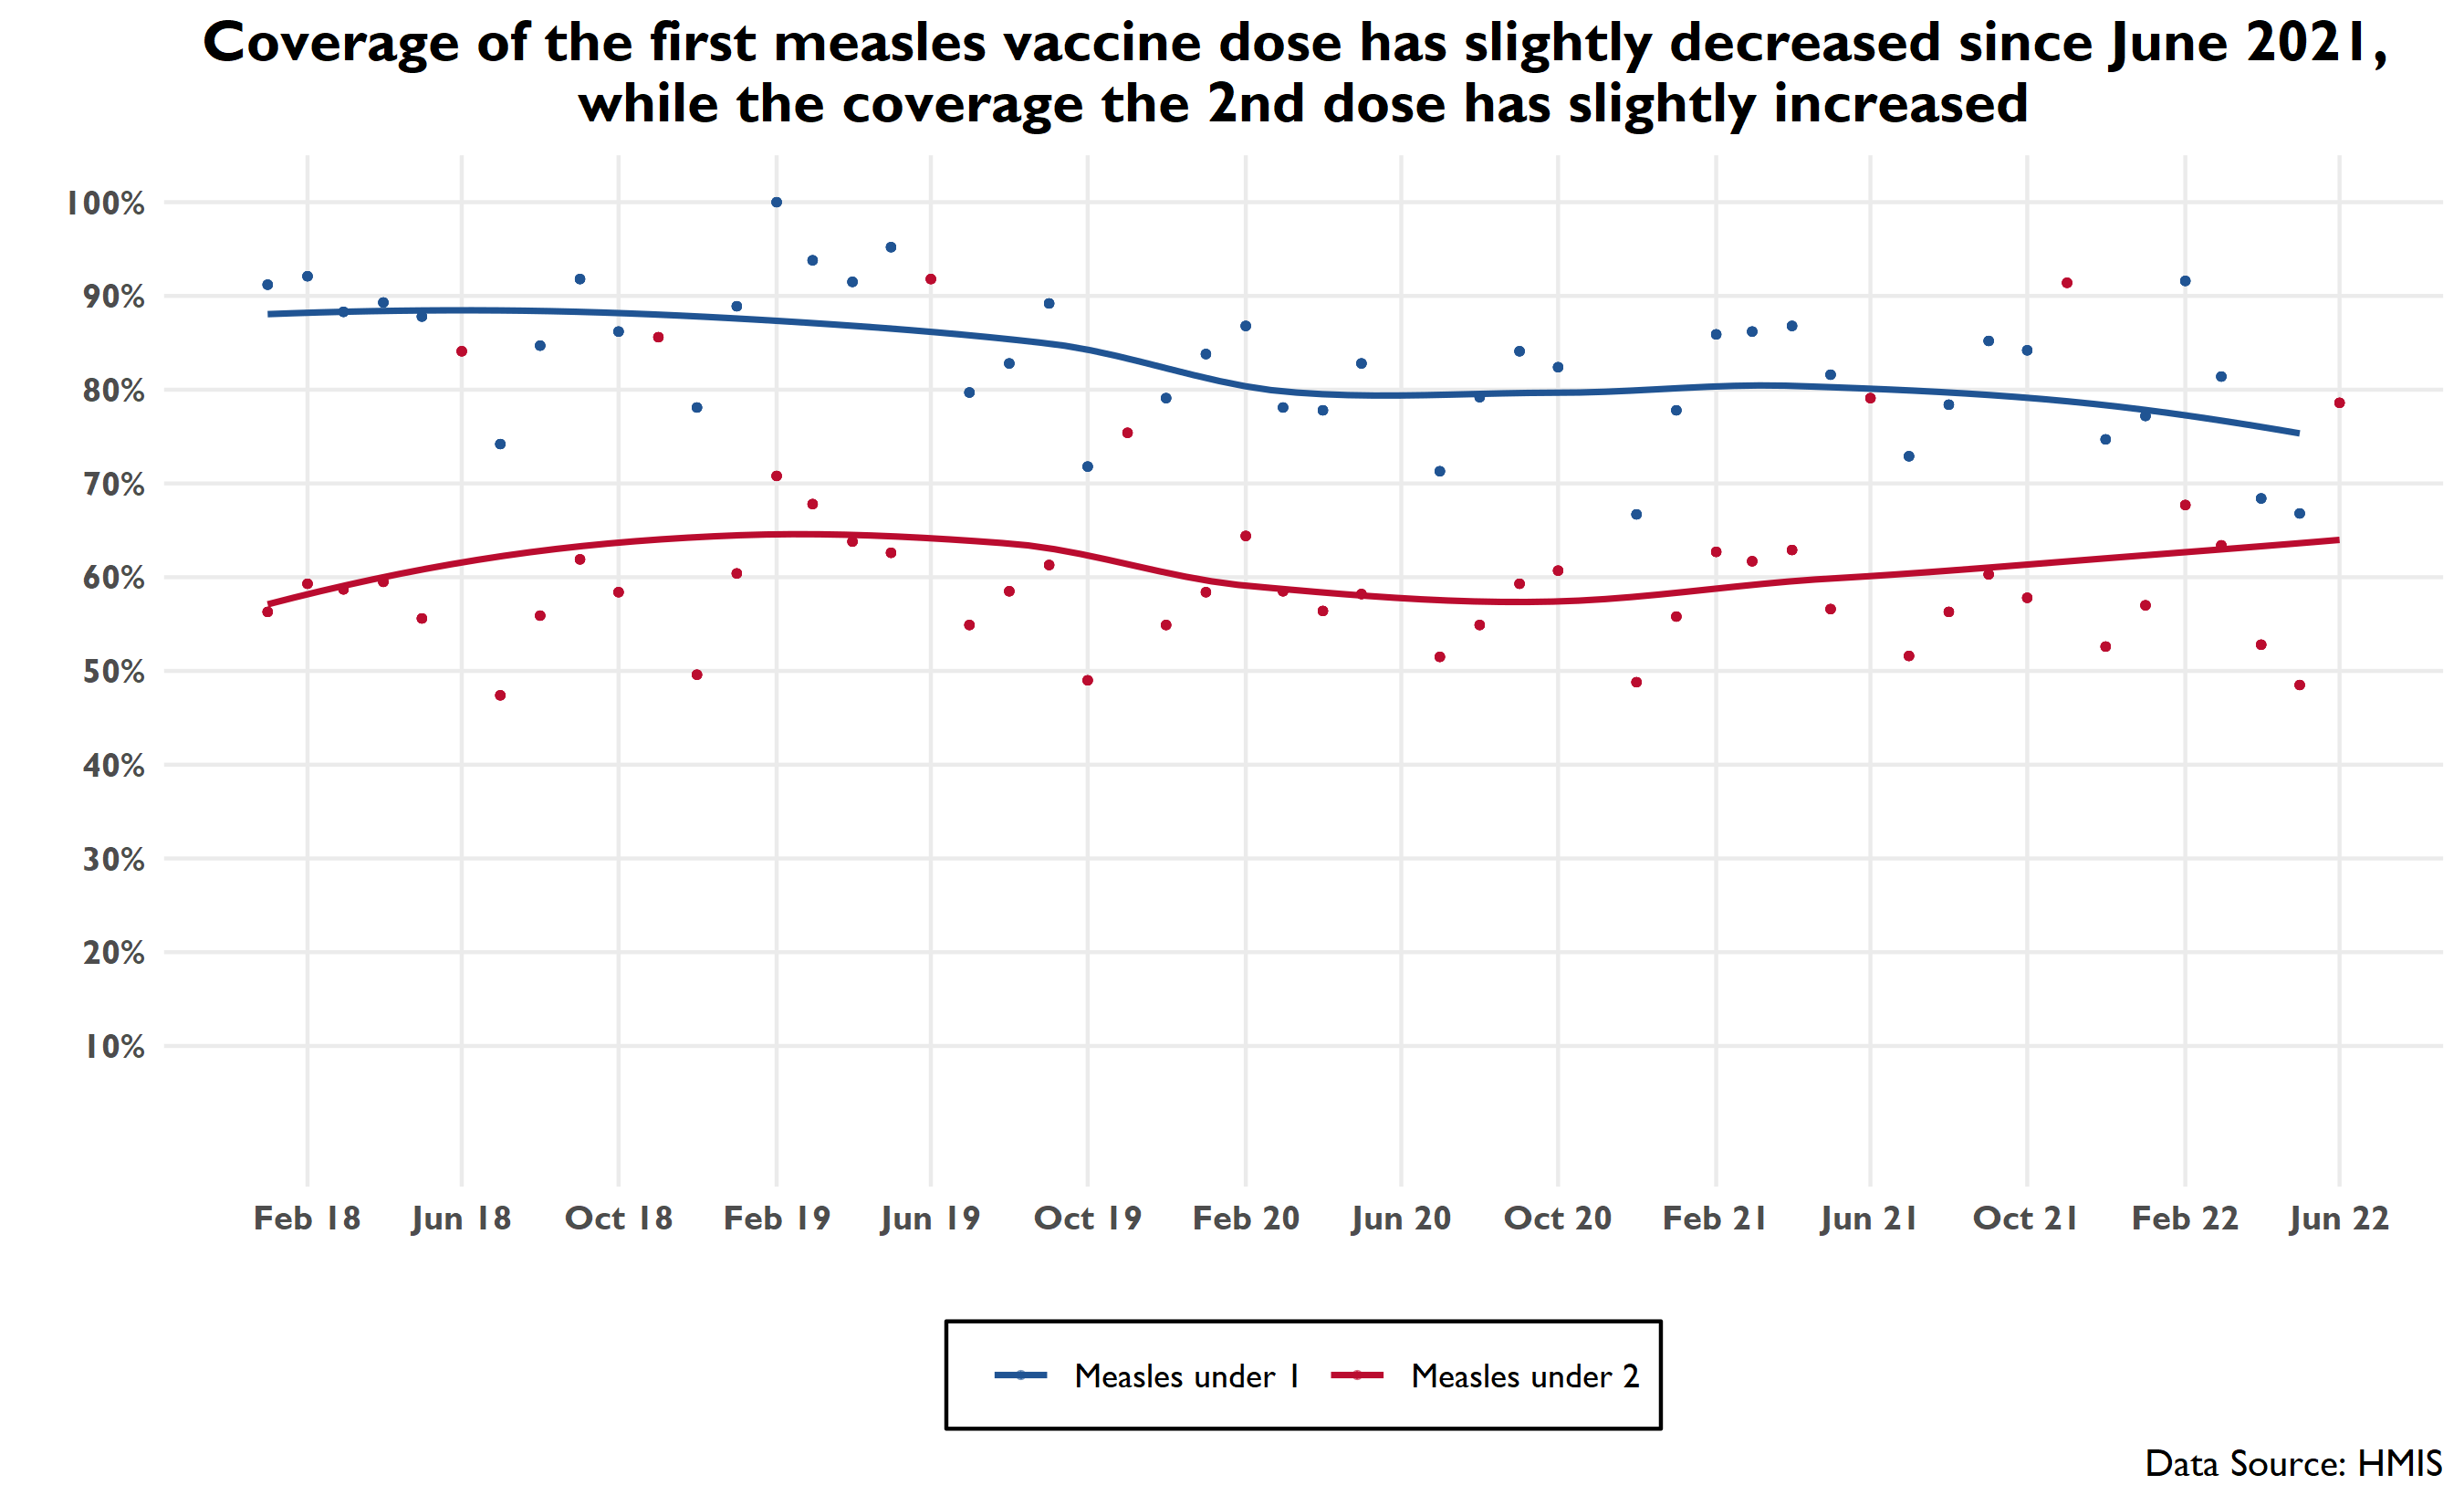 Coverage of the first measles vaccine dose has slightly decreased since June 2021,
while the coverage the 2nd dose has slightly increased
100%
90%
80%
70%
60%
50%
40%
30%
20%
10%
Feb 18 Jun 18 Oct 18 Feb 19 Jun 19 Oct 19 Feb 20 Jun 20 Oct 20 Feb 21 Jun 21 Oct 21 Feb 22 Jun 22
Measles under 1 Measles under 2
Data Source: HMIS